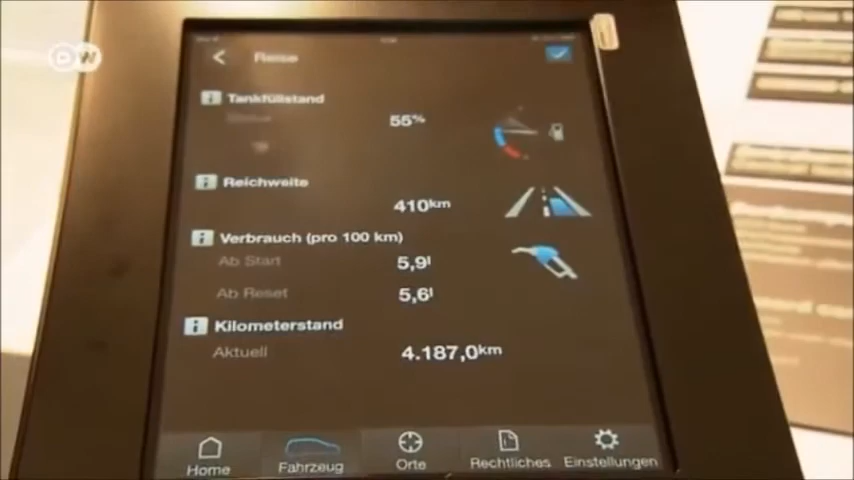 DW
Reise
Tankfüllstand
55%
Reichweite
410km
Verbrauch (pro 100 km)
Ab Start 5,9l
Ab Reset 5,6l
Kilometerstand
Aktuell 4.187,0km
Home Fahrzeug Orte Rechtliches Einstellungen